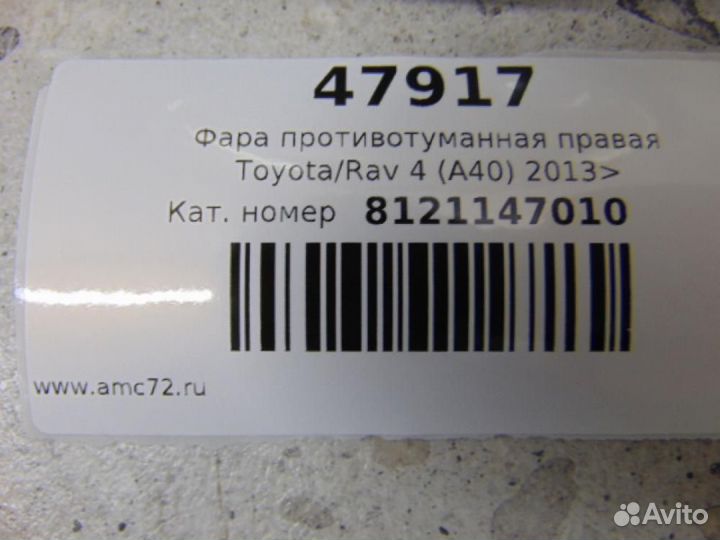 47917
Фара противотуманная правая
Toyota/Rav 4 (A40) 2013>
Кат. номер 8121147010
www.amc72.ru
Avito